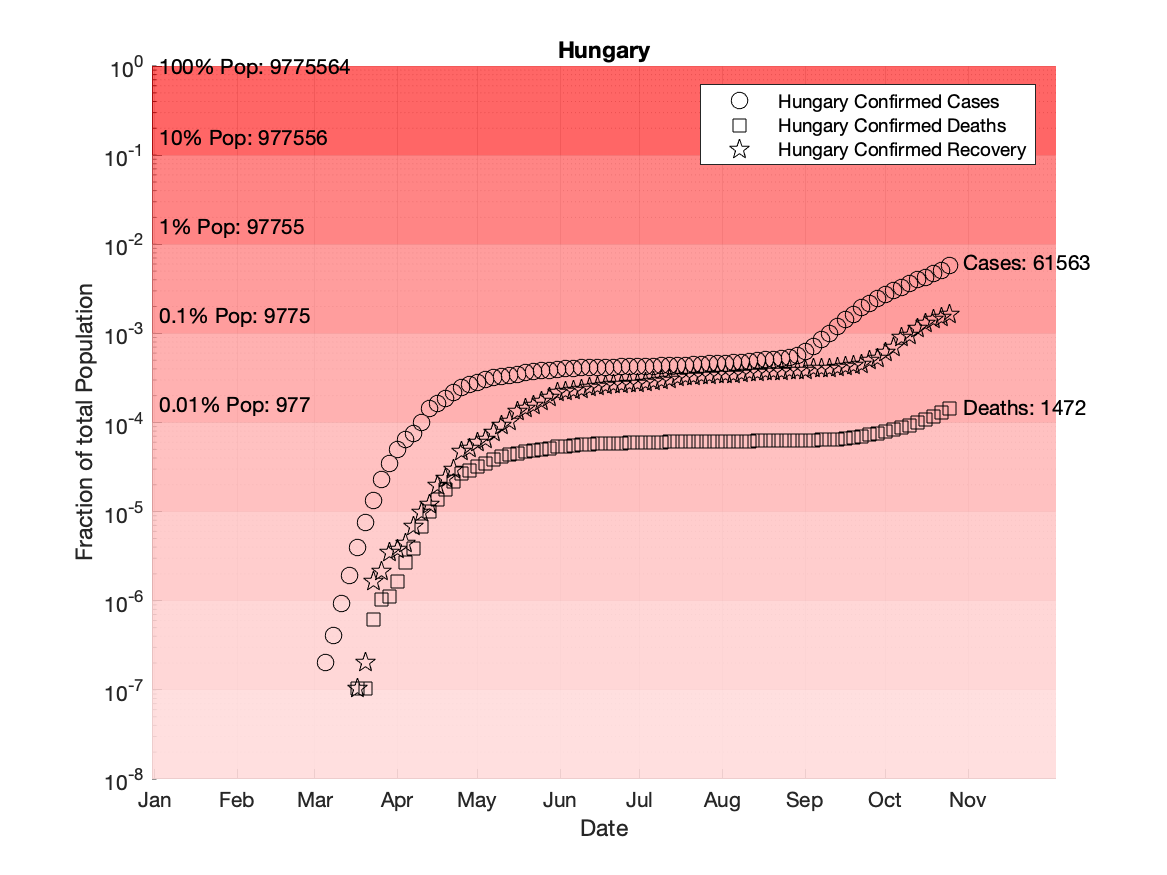 Hungary
10^0
100% Pop: 9775564
Hungary Confirmed Cases
Hungary Confirmed Deaths
Hungary Confirmed Recovery
10% Pop: 977556
10^-1
1% Pop: 97755
10^-2
Cases: 61563
0.1% Pop: 9775
10^-3
0.01% Pop: 977
Deaths: 1472
10^-4
10^-5
10^-6
10^-7
10^-8
Fraction of total Population
Jan Feb Mar Apr May Jun Jul Aug Sep Oct Nov
Date